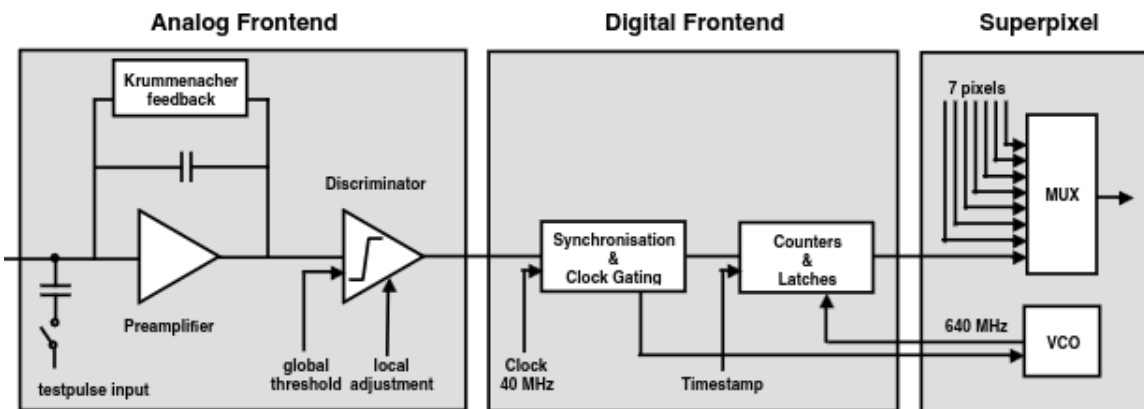 Analog Frontend
Digital Frontend
Superpixel
Krummenacher
feedback
7 pixels
Discriminator
MUX
Synchronisation
&
Clock Gating
Counters
&
Latches
Preamplifier
640 MHz
VCO
global
threshold
local
adjustment
Clock
40 MHz
Timestamp
testpulse input